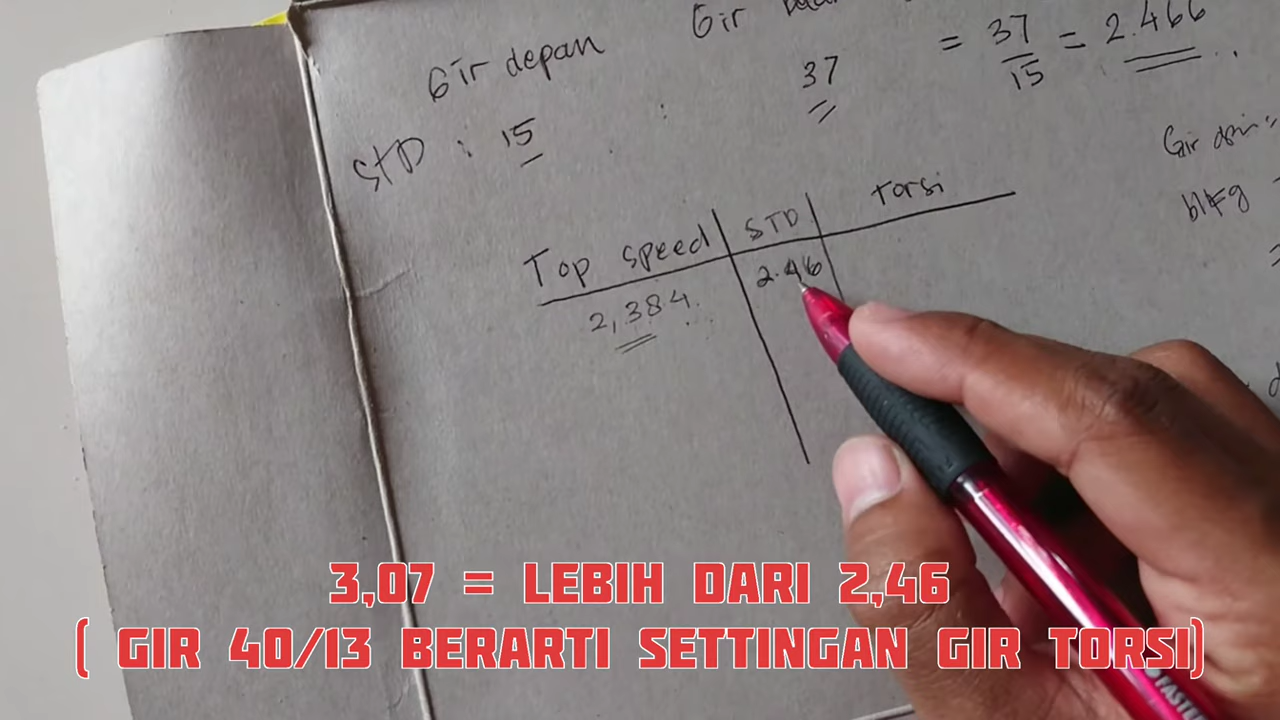 Gir depan Gir
= 37/15 = 2.466
STD : 15 : 37
Gir
Top speed STD Torsi
2,384. 2.46
3,07 = LEBIH DARI 2,46
( GIR 40/13 BERARTI SETTINGAN GIR TORSI)
FASTER